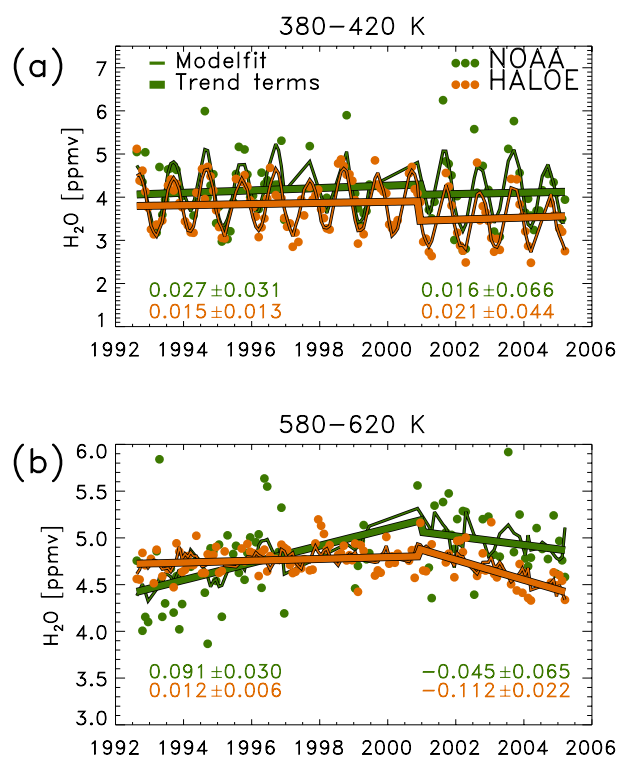 380−420 K
(a)
Modelfit
Trend terms
NOAA
HALOE
H₂O [ppmv]
7
6
5
4
3
2
1
0.027±0.031
0.015±0.013
0.016±0.066
0.021±0.044
1992 1994 1996 1998 2000 2002 2004 2006
580−620 K
(b)
H₂O [ppmv]
6.0
5.5
5.0
4.5
4.0
3.5
3.0
0.091±0.030
0.012±0.006
−0.045±0.065
−0.112±0.022
1992 1994 1996 1998 2000 2002 2004 2006